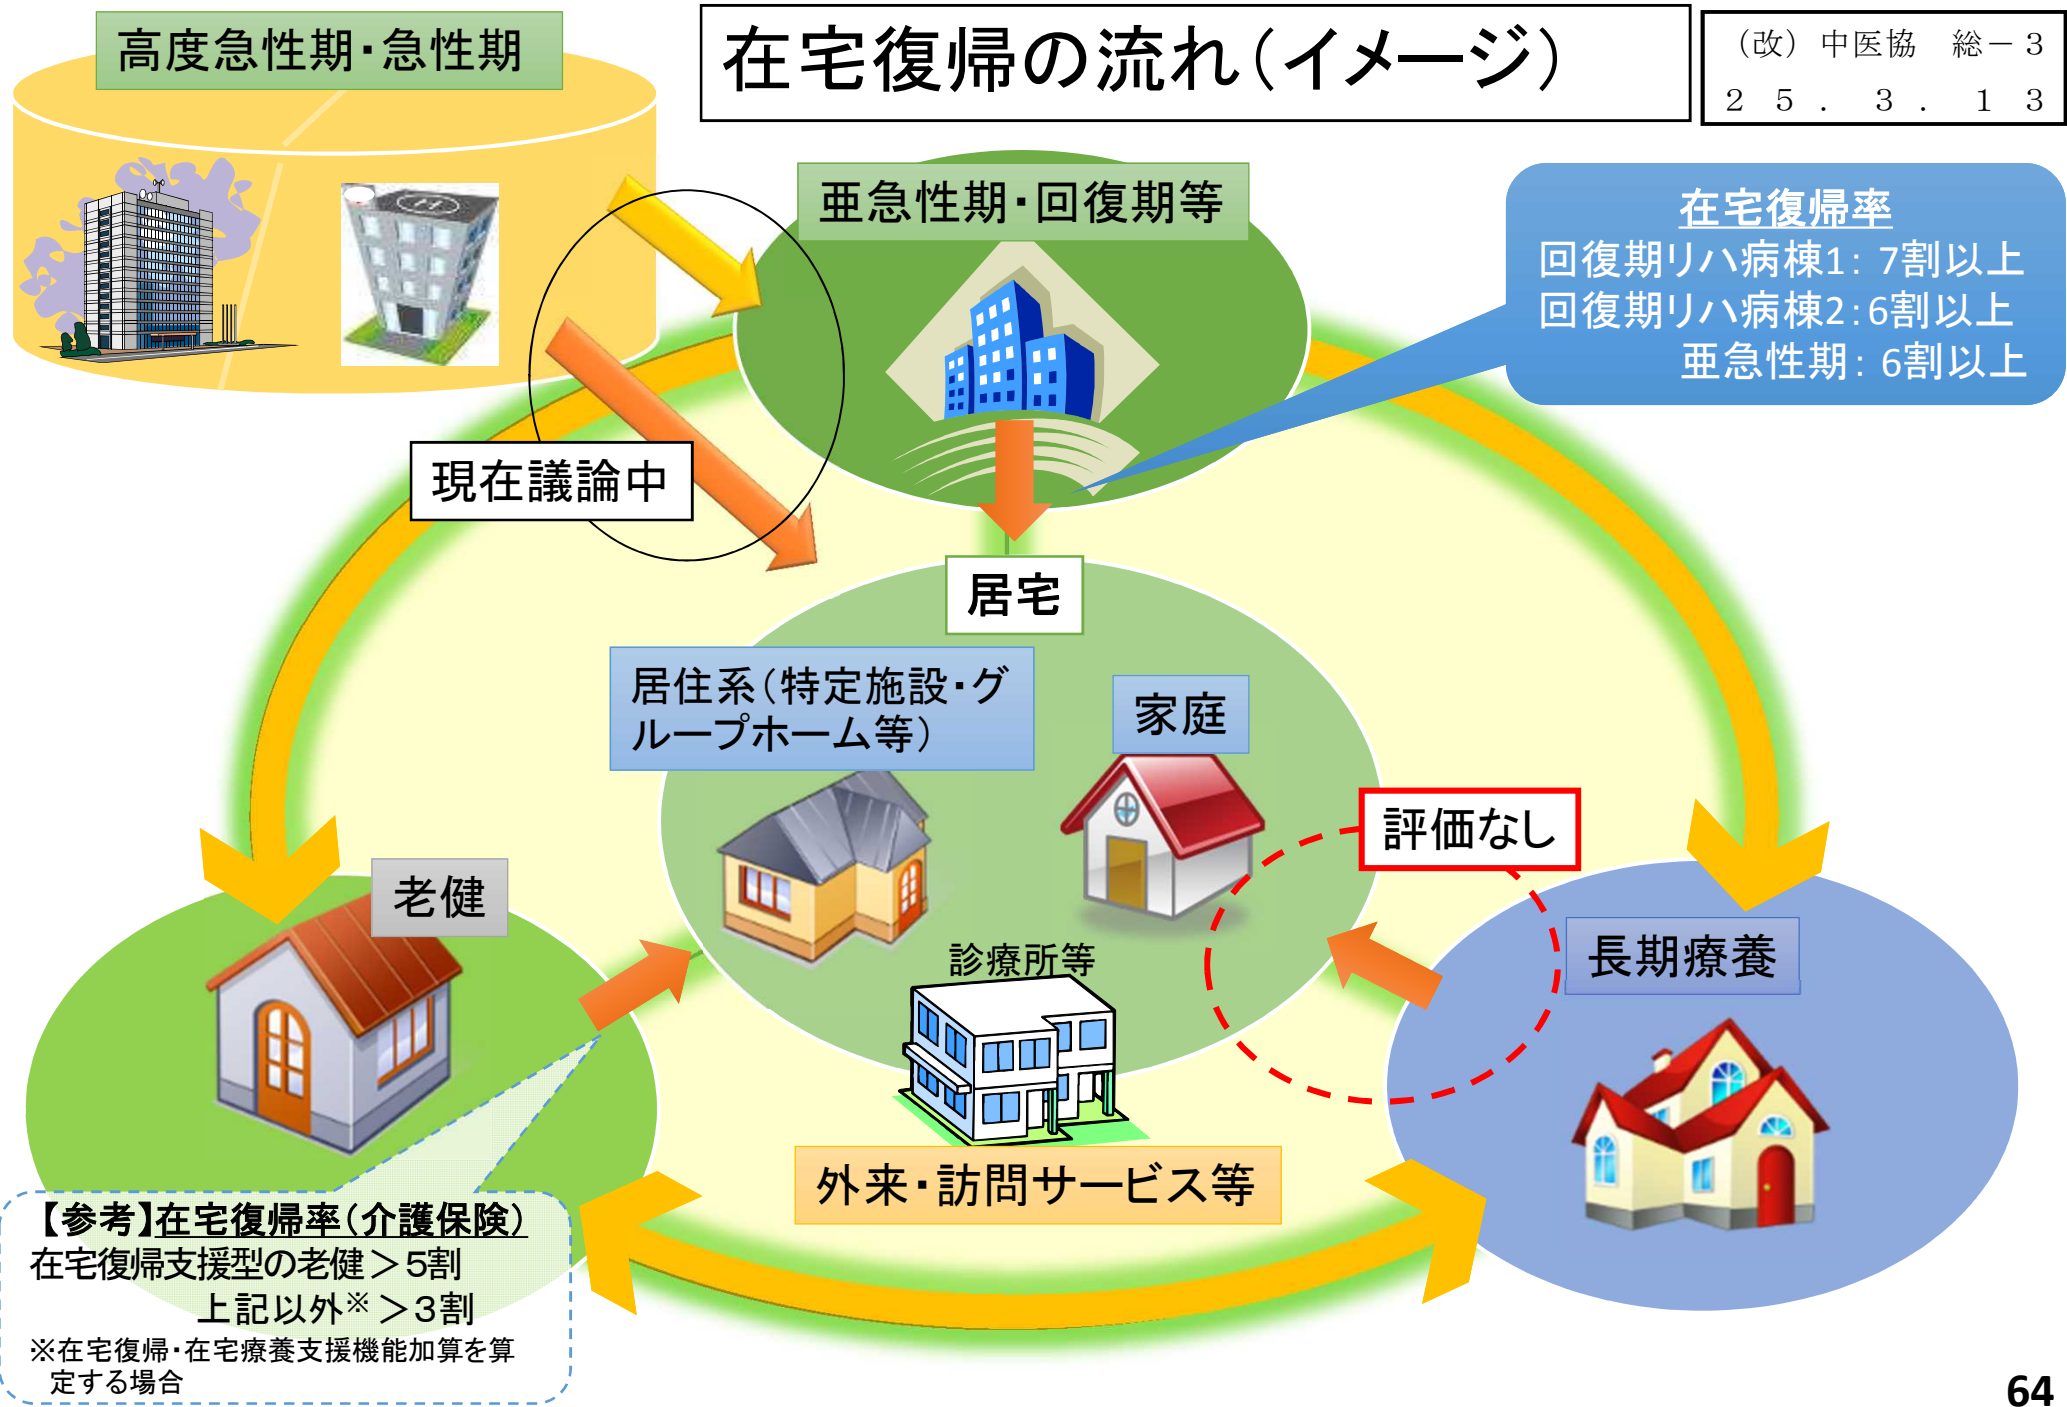 高度急性期・急性期
在宅復帰の流れ（イメージ）
（改）中医協　総－３
２５．３．１３
亜急性期・回復期等
在宅復帰率
回復期リハ病棟1：7割以上
回復期リハ病棟2：6割以上
亜急性期：6割以上
現在議論中
居宅
居住系（特定施設・グ
ループホーム等）
家庭
評価なし
老健
長期療養
診療所等
外来・訪問サービス等
【参考】在宅復帰率（介護保険）
在宅復帰支援型の老健＞5割
上記以外※＞3割
※在宅復帰・在宅療養支援機能加算を算
定する場合
64
H